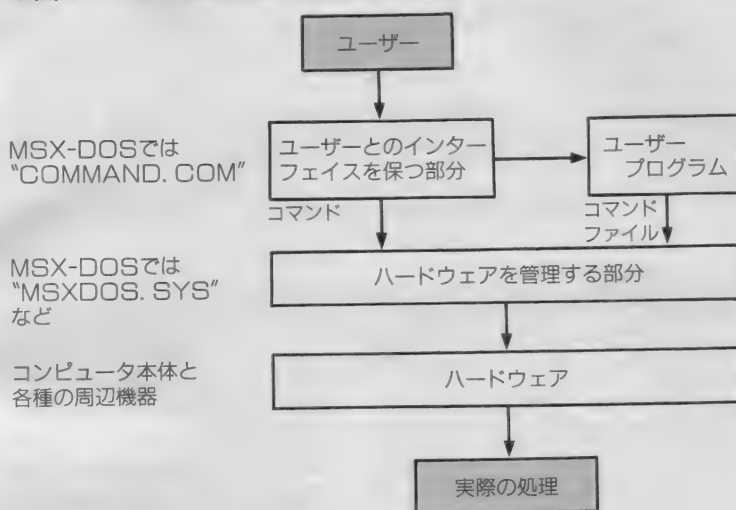 ユーザー
MSX-DOSでは
"COMMAND. COM"
ユーザーとのインター
フェイスを保つ部分
ユーザー
プログラム
コマンド
コマンド
ファイル
MSX-DOSでは
"MSXDOS. SYS"
など
ハードウェアを管理する部分
コンピュータ本体と
各種の周辺機器
ハードウェア
実際の処理